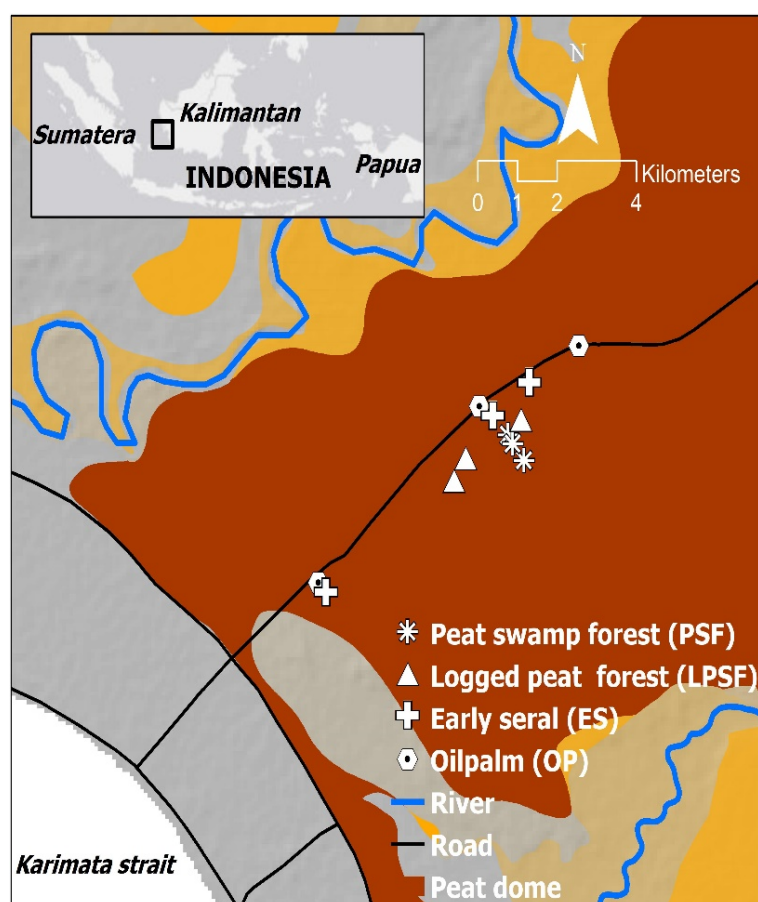 Kalimantan
Sumatera
INDONESIA
Papua
N
Kilometers
0 1 2 4
Peat swamp forest (PSF)
Logged peat forest (LPSF)
Early seral (ES)
Oilpalm (OP)
River
Road
Peat dome
Karimata strait